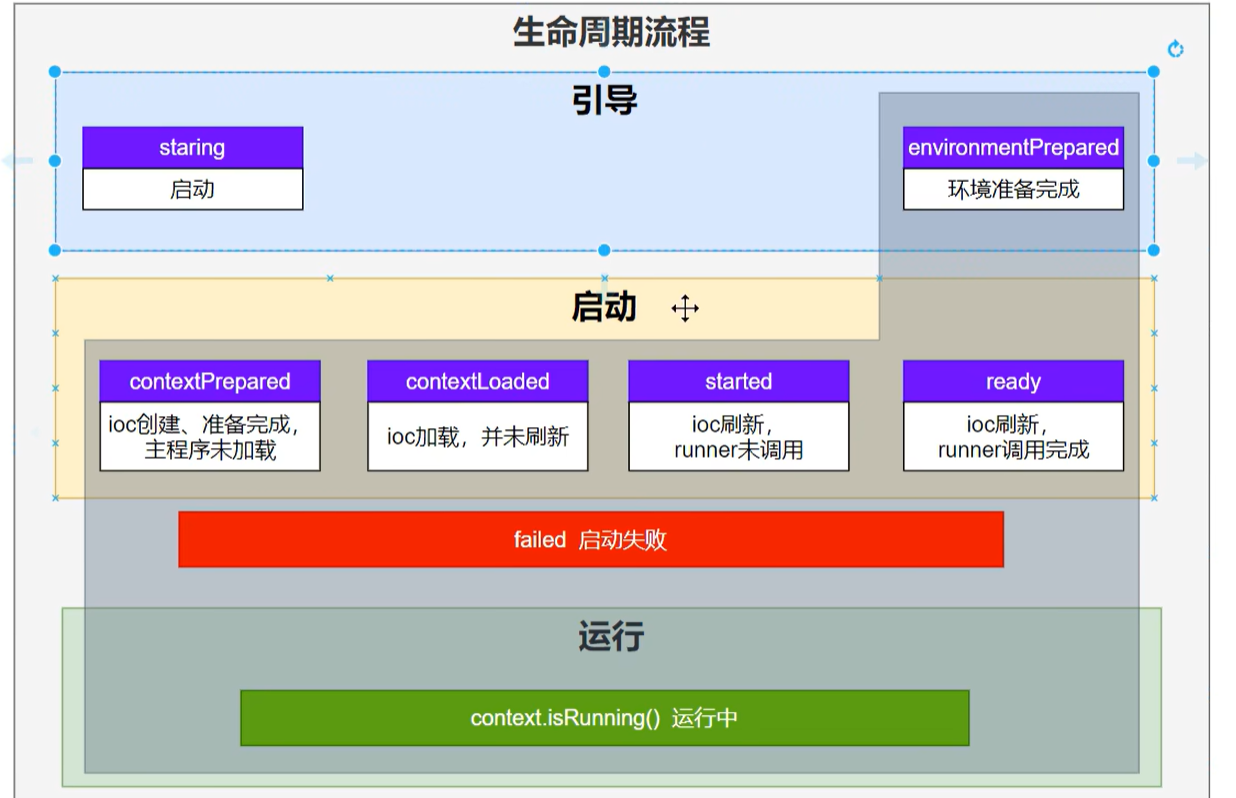 生命周期流程
引导
staring
启动
environmentPrepared
环境准备完成
启动
contextPrepared
ioc创建、准备完成，
主程序未加载
contextLoaded
ioc加载，并未刷新
started
ioc刷新，
runner未调用
ready
ioc刷新，
runner调用完成
failed 启动失败
运行
context.isRunning() 运行中